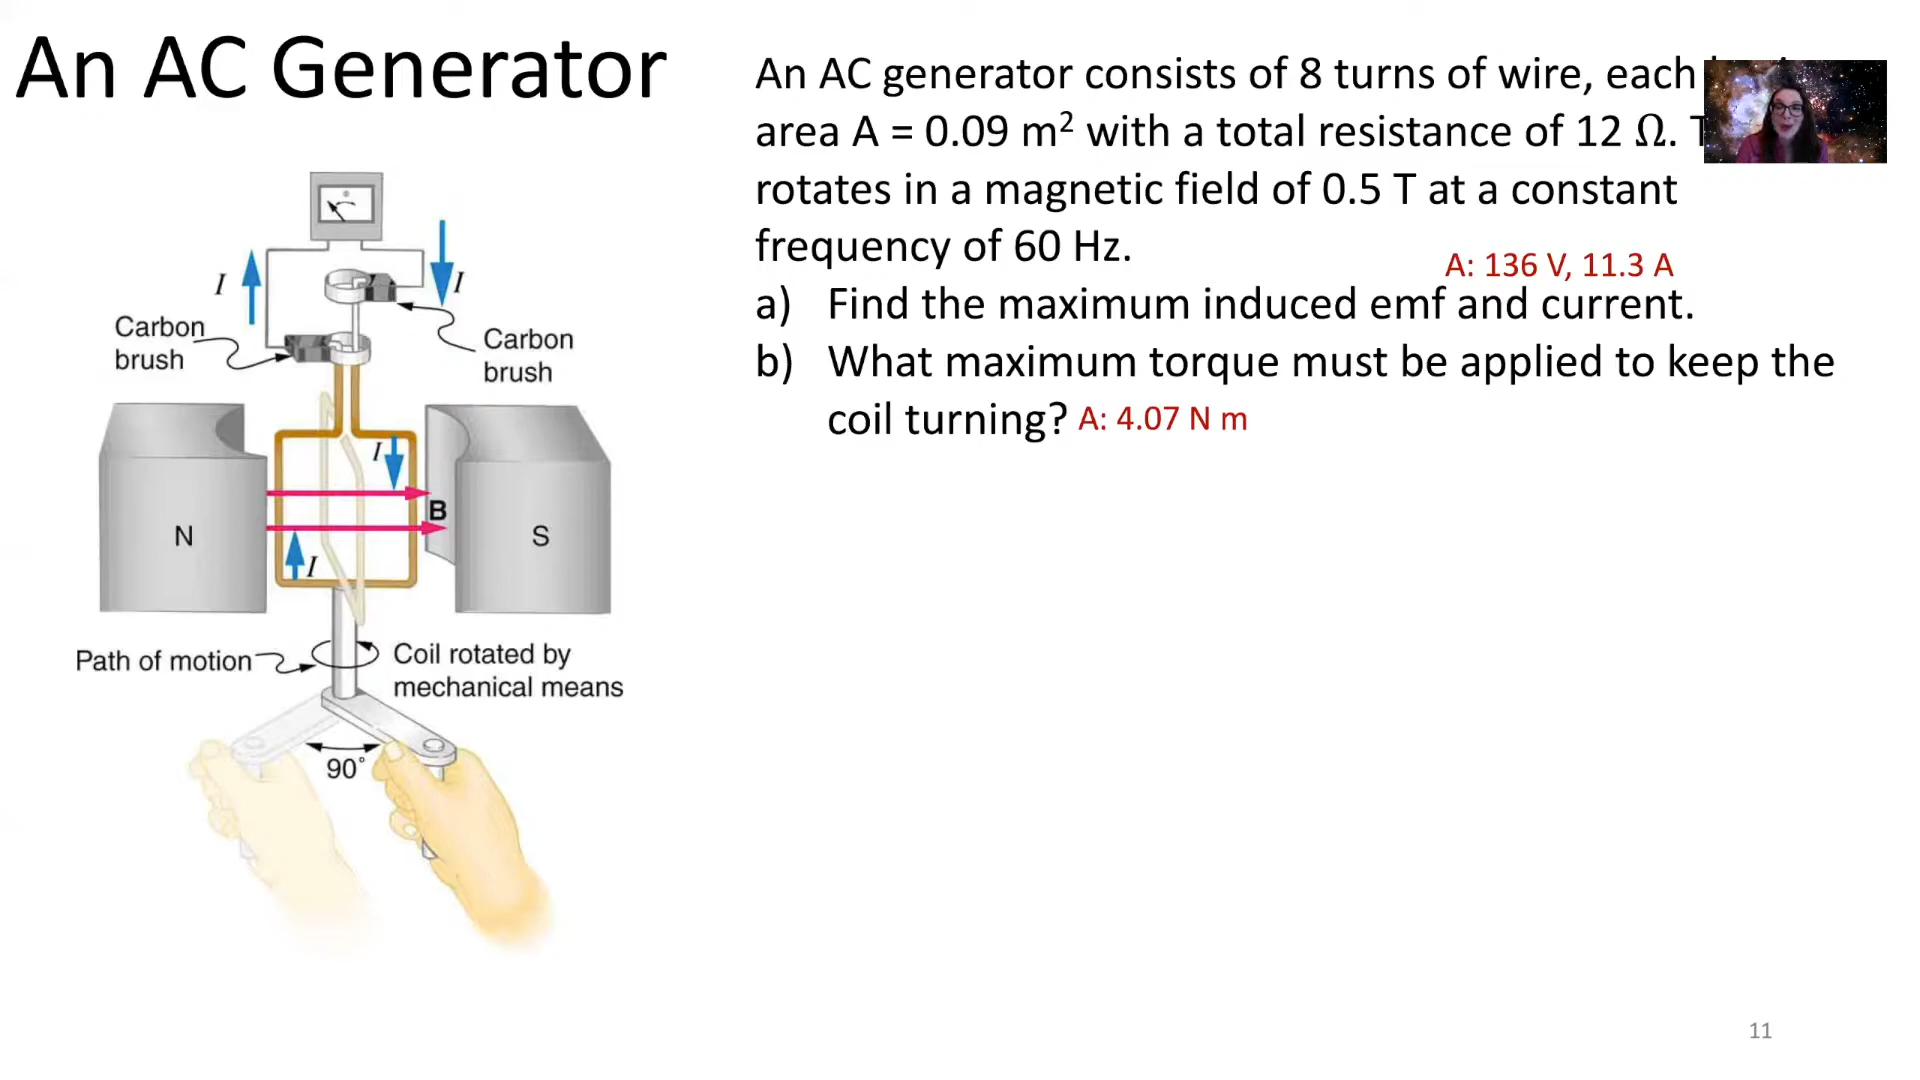 An AC Generator
An AC generator consists of 8 turns of wire, each
area A = 0.09 m² with a total resistance of 12 Ω.
rotates in a magnetic field of 0.5 T at a constant
frequency of 60 Hz.
A: 136 V, 11.3 A
a) Find the maximum induced emf and current.
b) What maximum torque must be applied to keep the
coil turning? A: 4.07 N m
I
I
Carbon
brush
Carbon
brush
I
B
N
S
I
Path of motion
Coil rotated by
mechanical means
90°
11